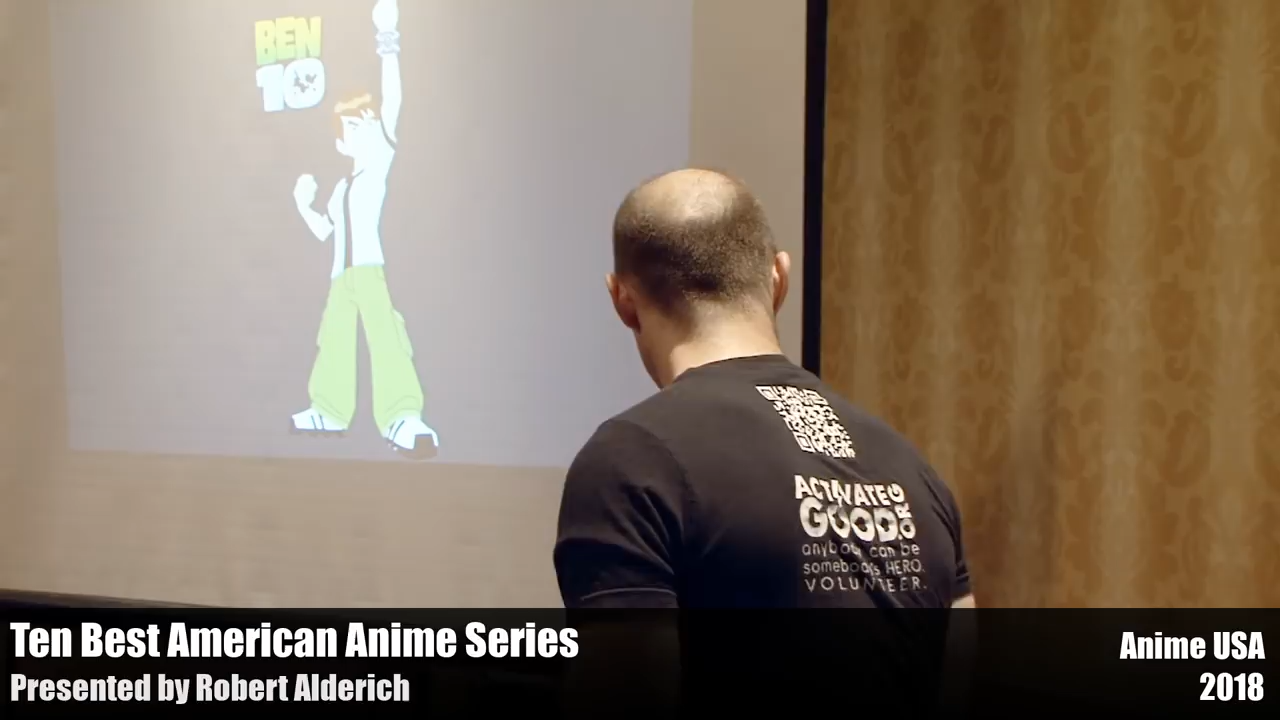 BEN
10
ACTIVATE
GOOD.ORG
anybody can be
somebody's HERO.
VOLUNTEER.
Ten Best American Anime Series
Presented by Robert Alderich
Anime USA
2018